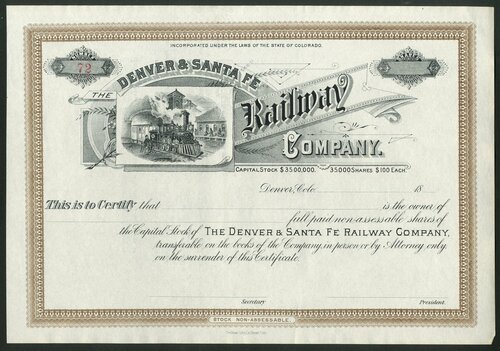 INCORPORATED UNDER THE LAWS OF THE STATE OF COLORADO.
72
THE
DENVER & SANTA FE
Railway
COMPANY.
CAPITAL STOCK $35,00,000. 35000 SHARES $100 EACH.
Denver, Colo. 18
This is to Certify that is the owner of
full paid non-assessable shares of
the Capital Stock of THE DENVER & SANTA FE RAILWAY COMPANY,
transferable on the books of the Company, in person or by Attorney only
on the surrender of this Certificate.
Secretary President.
STOCK NON-ASSESSABLE.